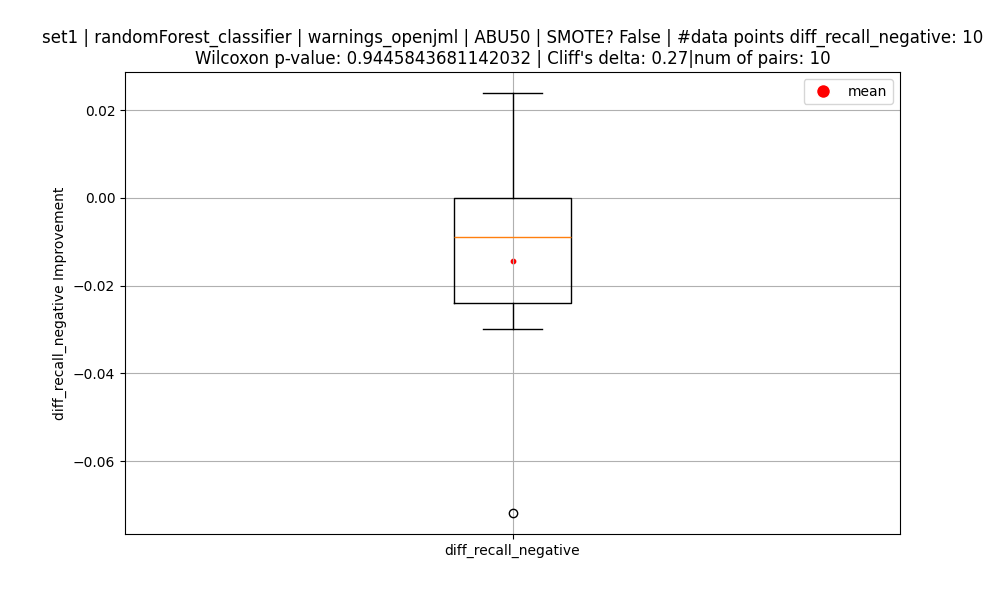 set1 | randomForest_classifier | warnings_openjml | ABU50 | SMOTE? False | #data points diff_recall_negative: 10
Wilcoxon p-value: 0.9445843681142032 | Cliff's delta: 0.27|num of pairs: 10
mean
0.02
0.00
−0.02
−0.04
−0.06
diff_recall_negative Improvement
diff_recall_negative